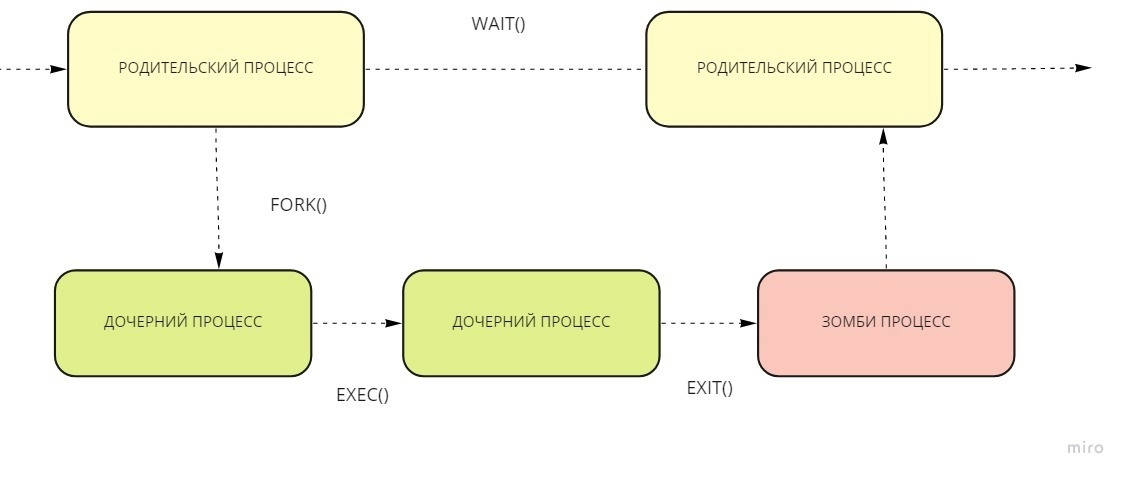 WAIT()
РОДИТЕЛЬСКИЙ ПРОЦЕСС
РОДИТЕЛЬСКИЙ ПРОЦЕСС
FORK()
ДОЧЕРНИЙ ПРОЦЕСС
ДОЧЕРНИЙ ПРОЦЕСС
ЗОМБИ ПРОЦЕСС
EXEC()
EXIT()
miro